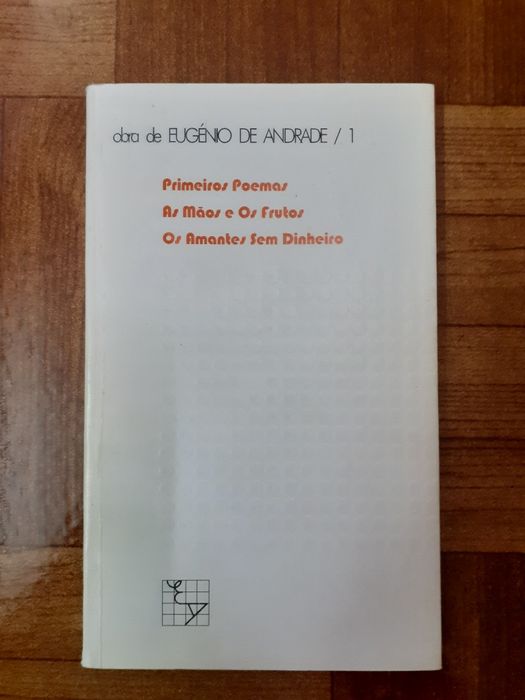 obra de EUGÉNIO DE ANDRADE / 1
Primeiros Poemas
As Mãos e Os Frutos
Os Amantes Sem Dinheiro